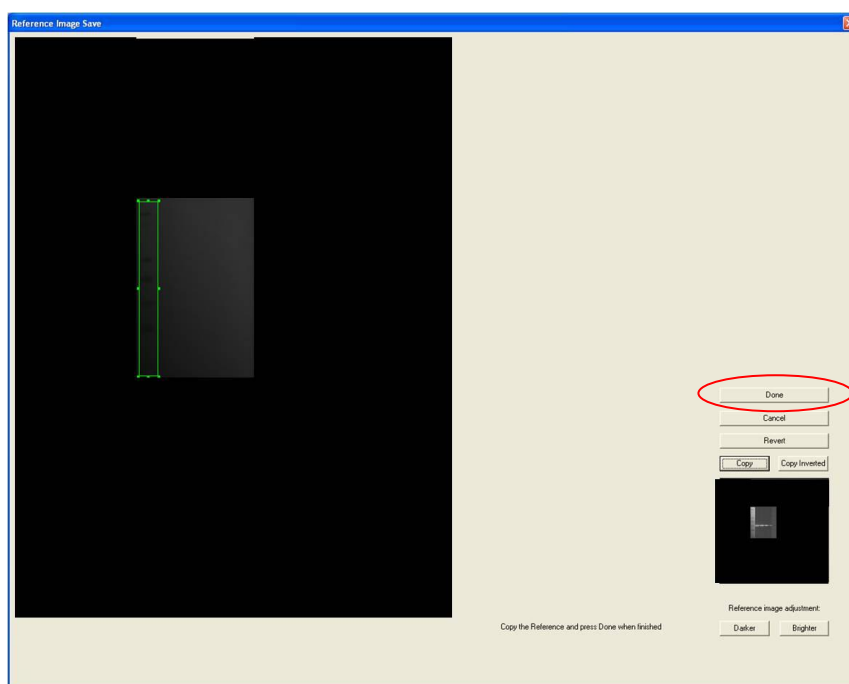 Reference Image Save
Done
Cancel
Revert
Copy Copy Inverted
Reference image adjustment:
Copy the Reference and press Done when finished
Darker Brighter